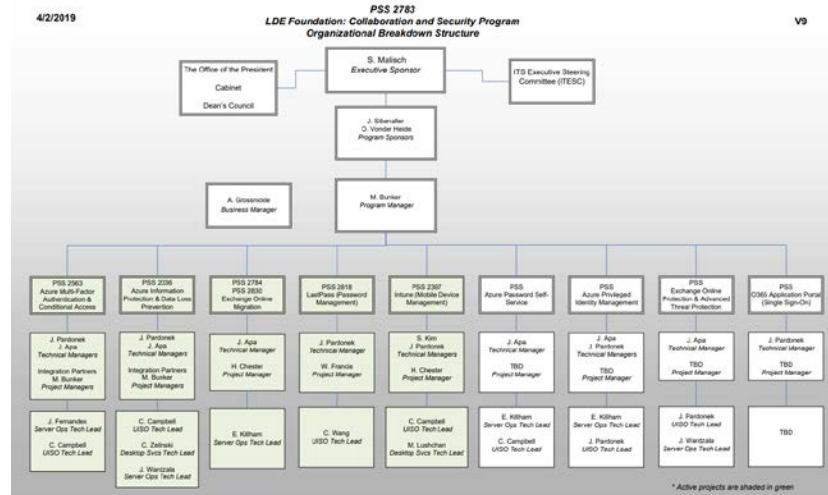 4/2/2019
PSS 2783
LDE Foundation: Collaboration and Security Program
Organizational Breakdown Structure
V9
The Office of the President
Cabinet
Dean's Council
S. Malisch
Executive Sponsor
ITS Executive Steering
Committee (ITESC)
J. Sibenaller
D. Vonder Heide
Program Sponsors
A. Grossnickle
Business Manager
M. Bunker
Program Manager
PSS 2563
Azure Multi-Factor
Authentication &
Conditional Access
J. Pardonek
J. Apa
Technical Managers
Integration Partners
M. Bunker
Project Managers
J. Fernandes
Server Ops Tech Lead
C. Campbell
UISO Tech Lead
PSS 2336
Azure Information
Protection & Data Loss
Prevention
J. Pardonek
J. Apa
Technical Managers
Integration Partners
M. Bunker
Project Managers
C. Campbell
UISO Tech Lead
C. Zelinski
Desktop Svcs Tech Lead
J. Wardzala
Server Ops Tech Lead
PSS 2784
PSS 2830
Exchange Online
Migration
J. Apa
Technical Manager
H. Chester
Project Manager
E. Killham
Server Ops Tech Lead
PSS 2818
LastPass (Password
Management)
J. Pardonek
Technical Manager
W. Francis
Project Manager
C. Wang
UISO Tech Lead
PSS 2397
Intune (Mobile Device
Management)
S. Kim
J. Pardonek
Technical Managers
H. Chester
Project Manager
C. Campbell
UISO Tech Lead
M. Lushchan
Desktop Svcs Tech Lead
PSS
Azure Password Self-
Service
J. Apa
Technical Manager
TBD
Project Manager
E. Killham
Server Ops Tech Lead
C. Campbell
UISO Tech Lead
PSS
Azure Privileged
Identity Management
J. Apa
J. Pardonek
Technical Managers
TBD
Project Manager
E. Killham
Server Ops Tech Lead
J. Pardonek
UISO Tech Lead
PSS
Exchange Online
Protection & Advanced
Threat Protection
J. Apa
Technical Manager
TBD
Project Manager
J. Pardonek
UISO Tech Lead
J. Wardzala
Server Ops Tech Lead
PSS
O365 Application Portal
(Single Sign-On)
J. Pardonek
Technical Manager
TBD
Project Manager
TBD
* Active projects are shaded in green